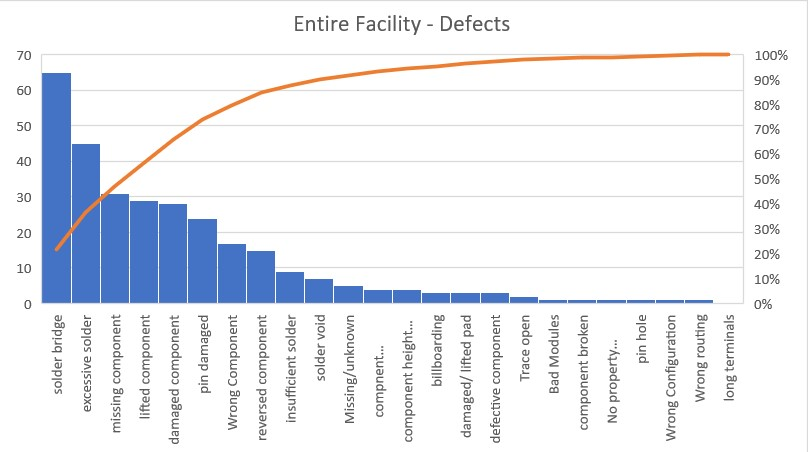 Entire Facility - Defects
70
60
50
40
30
20
10
0
100%
90%
80%
70%
60%
50%
40%
30%
20%
10%
0%
solder bridge
excessive solder
missing component
lifted component
damaged component
pin damaged
Wrong Component
reversed component
insufficient solder
solder void
Missing/unknown
compnent...
component height...
billboarding
damaged/ lifted pad
defective component
Trace open
Bad Modules
component broken
No property...
pin hole
Wrong Configuration
Wrong routing
long terminals